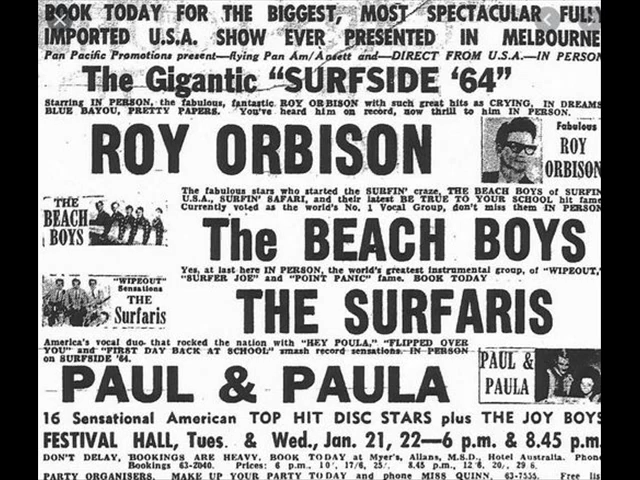 BOOK TODAY FOR THE BIGGEST, MOST SPECTACULAR FULLY
IMPORTED U.S.A. SHOW EVER PRESENTED IN MELBOURNE
Pan Pacific Promotions present—flying Pan Am/Ansett and—DIRECT FROM U.S.A.—IN PERSON
The Gigantic "SURFSIDE '64"
Starring IN PERSON, the fabulous, fantastic ROY ORBISON with such great hits as CRYING, IN DREAMS
BLUE BAYOU, PRETTY PAPERS. You've heard him on record, now thrill to him IN PERSON.
ROY ORBISON
Fabulous
ROY
ORBISON
The fabulous stars who started the SURFIN' craze, THE BEACH BOYS of SURFIN
U.S.A., SURFIN' SAFARI, and their latest BE TRUE TO YOUR SCHOOL hit fame
Currently voted as the world's No. 1 Vocal Group, don't miss them IN PERSON
THE
BEACH
BOYS
The BEACH BOYS
Yes, at last here IN PERSON, the world's greatest instrumental group, of "WIPEOUT,"
"SURFER JOE" and "POINT PANIC" fame. BOOK TODAY
"WIPEOUT"
Sensations
THE
Surfaris
THE SURFARIS
America's vocal duo that rocked the nation with "HEY POULA," "FLIPPED OVER
YOU" and "FIRST DAY BACK AT SCHOOL" smash record sensations. IN PERSON
on SURFSIDE '64.
PAUL &
PAULA
PAUL & PAULA
16 Sensational American TOP HIT DISC STARS plus THE JOY BOYS
FESTIVAL HALL, Tues. & Wed., Jan. 21, 22—6 p.m. & 8.45 p.m.
DON'T DELAY, BOOKINGS ARE HEAVY. BOOK TODAY at Myer's, Allans, M.S.D., Hotel Australia. Phone
Bookings 63-2040. Prices: 6 p.m., 10/, 17/6, 25/. 8.45 p.m., 12/6, 20/, 29/6.
PARTY ORGANISERS. MAKE UP YOUR PARTY TODAY and phone MISS QUINN, 63-7555. Free